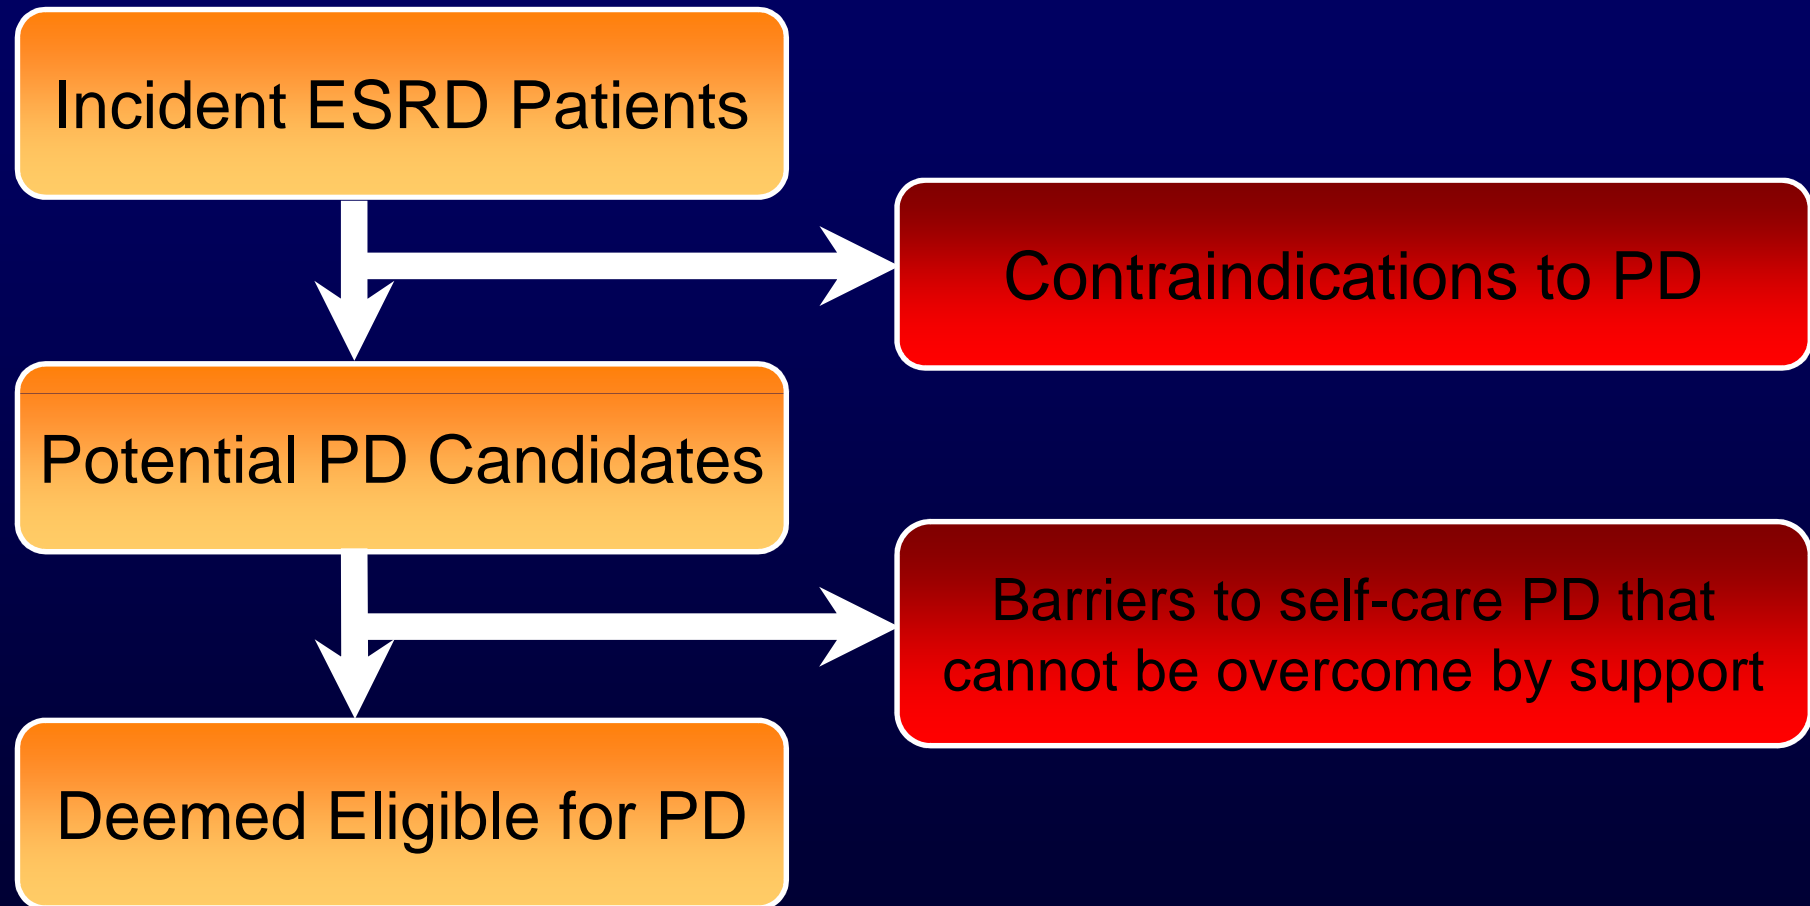 Incident ESRD Patients
Contraindications to PD
Potential PD Candidates
Barriers to self-care PD that
cannot be overcome by support
Deemed Eligible for PD